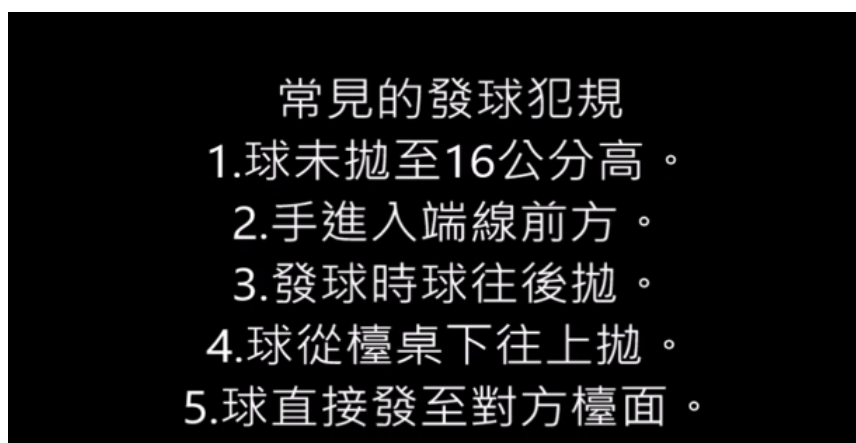 常見的發球犯規
1.球未拋至16公分高。
2.手進入端線前方。
3.發球時球往後拋。
4.球從檯桌下往上拋。
5.球直接發至對方檯面。